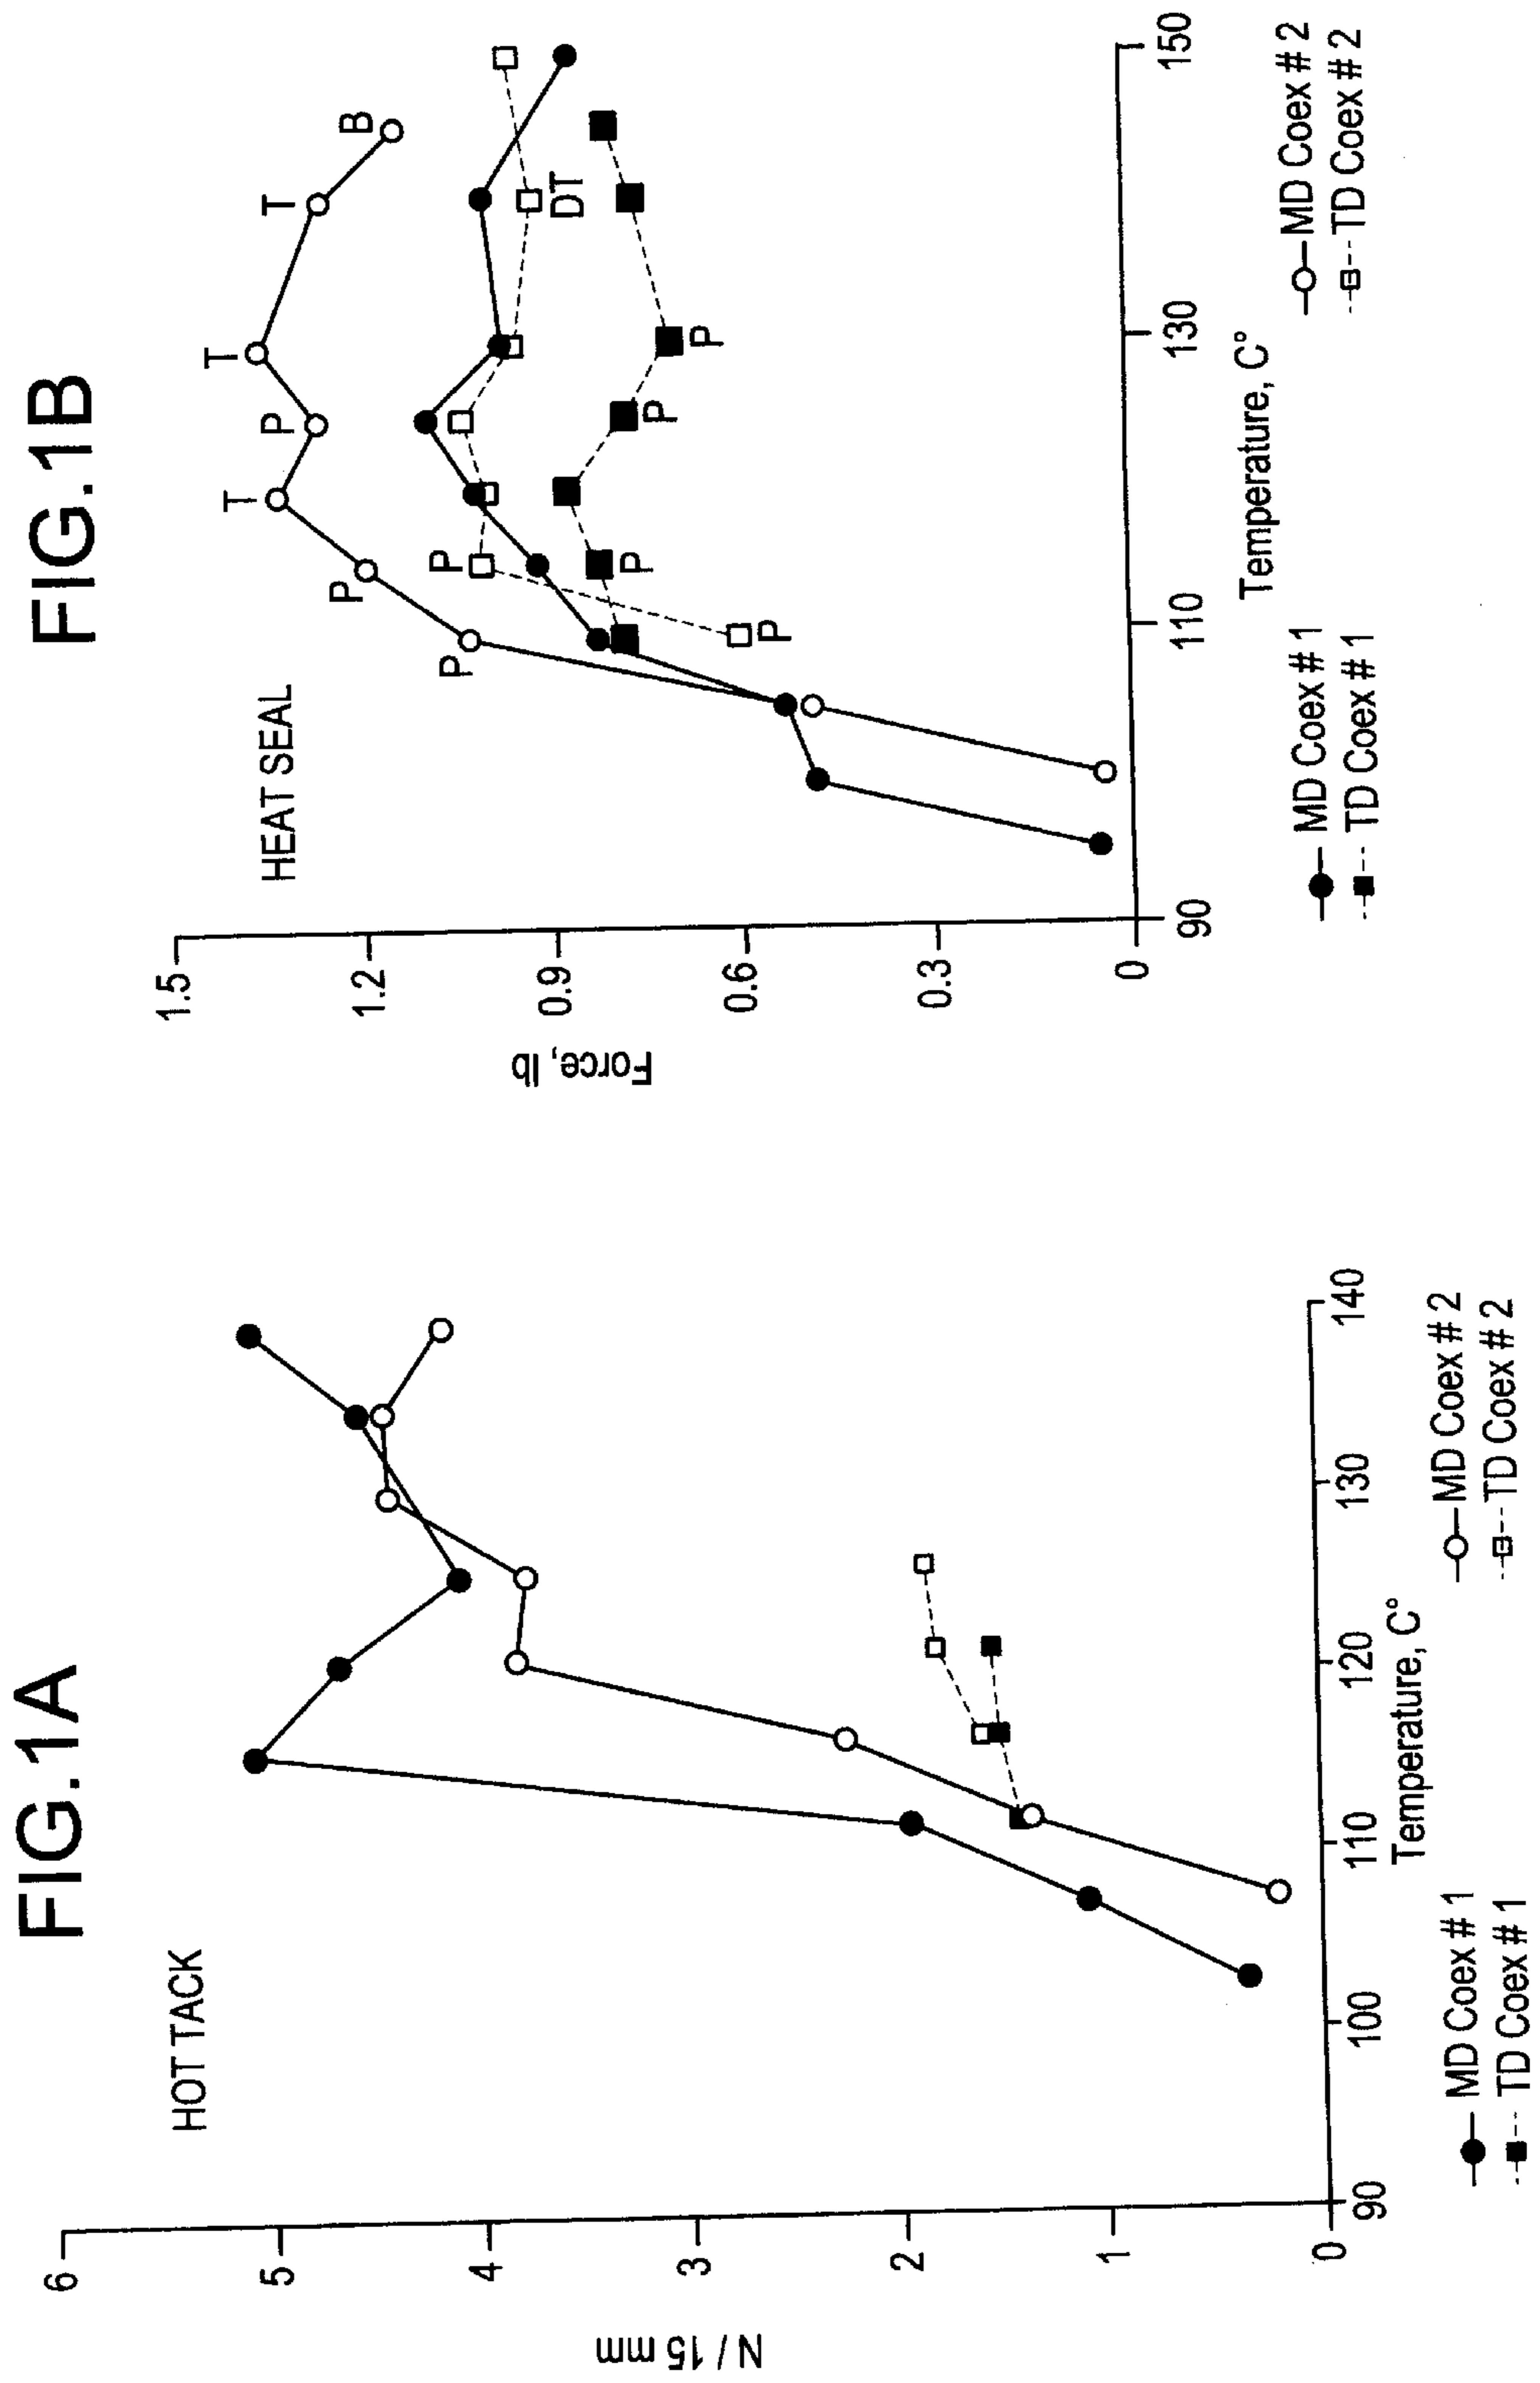 FIG.1A
HOT TACK
N / 15 mm
6
5
4
3
2
1
0
90
100
110
120
130
140
Temperature, C°
MD Coex # 1
MD Coex # 2
TD Coex # 1
TD Coex # 2
FIG.1B
HEAT SEAL
Force, lb
1.5
1.2
0.9
0.6
0.3
0
P
P
T
P
T
T
B
P
P
DT
P
P
P
90
110
130
150
Temperature, C°
MD Coex # 1
MD Coex # 2
TD Coex # 1
TD Coex # 2